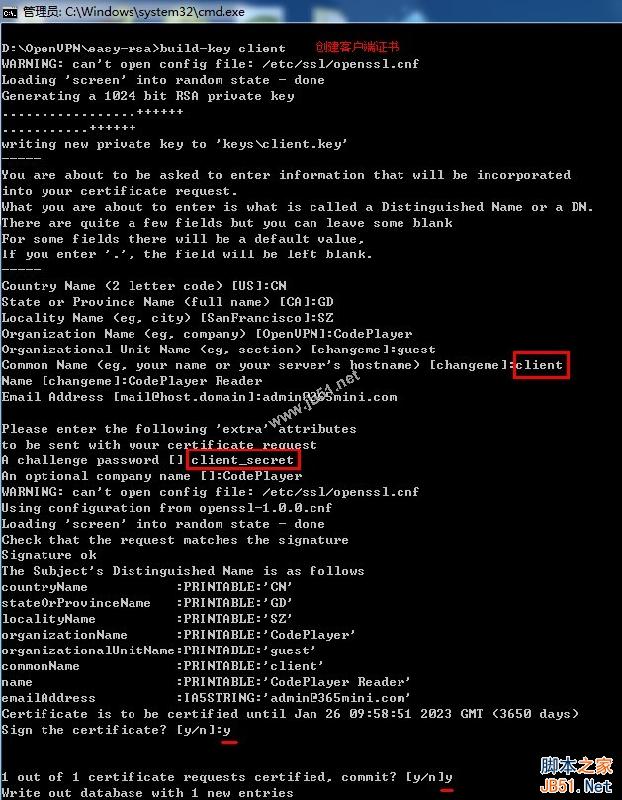 管理员: C:\Windows\system32\cmd.exe
D:\OpenVPN\easy-rsa>build-key client 创建客户端证书
WARNING: can't open config file: /etc/ssl/openssl.cnf
Loading 'screen' into random state - done
Generating a 1024 bit RSA private key
.................++++++
...........++++++
writing new private key to 'keys\client.key'
-----
You are about to be asked to enter information that will be incorporated
into your certificate request.
What you are about to enter is what is called a Distinguished Name or a DN.
There are quite a few fields but you can leave some blank
For some fields there will be a default value,
If you enter '.', the field will be left blank.
-----
Country Name (2 letter code) [US]:CN
State or Province Name (full name) [CA]:GD
Locality Name (eg, city) [SanFrancisco]:SZ
Organization Name (eg, company) [OpenVPN]:CodePlayer
Organizational Unit Name (eg, section) [changeme]:guest
Common Name (eg, your name or your server's hostname) [changeme]:client
Name [changeme]:CodePlayer Reader
Email Address [mail@host.domain]:admin@365mini.com
www.jb51.net
Please enter the following 'extra' attributes
to be sent with your certificate request
A challenge password []:client_secret
An optional company name []:CodePlayer
WARNING: can't open config file: /etc/ssl/openssl.cnf
Using configuration from openssl-1.0.0.cnf
Loading 'screen' into random state - done
Check that the request matches the signature
Signature ok
The Subject's Distinguished Name is as follows
countryName :PRINTABLE:'CN'
stateOrProvinceName :PRINTABLE:'GD'
localityName :PRINTABLE:'SZ'
organizationName :PRINTABLE:'CodePlayer'
organizationalUnitName:PRINTABLE:'guest'
commonName :PRINTABLE:'client'
name :PRINTABLE:'CodePlayer Reader'
emailAddress :IA5STRING:'admin@365mini.com'
Certificate is to be certified until Jan 26 09:58:51 2023 GMT (3650 days)
Sign the certificate? [y/n]:y
1 out of 1 certificate requests certified, commit? [y/n]y
Write out database with 1 new entries
脚本之家
JB51.Net